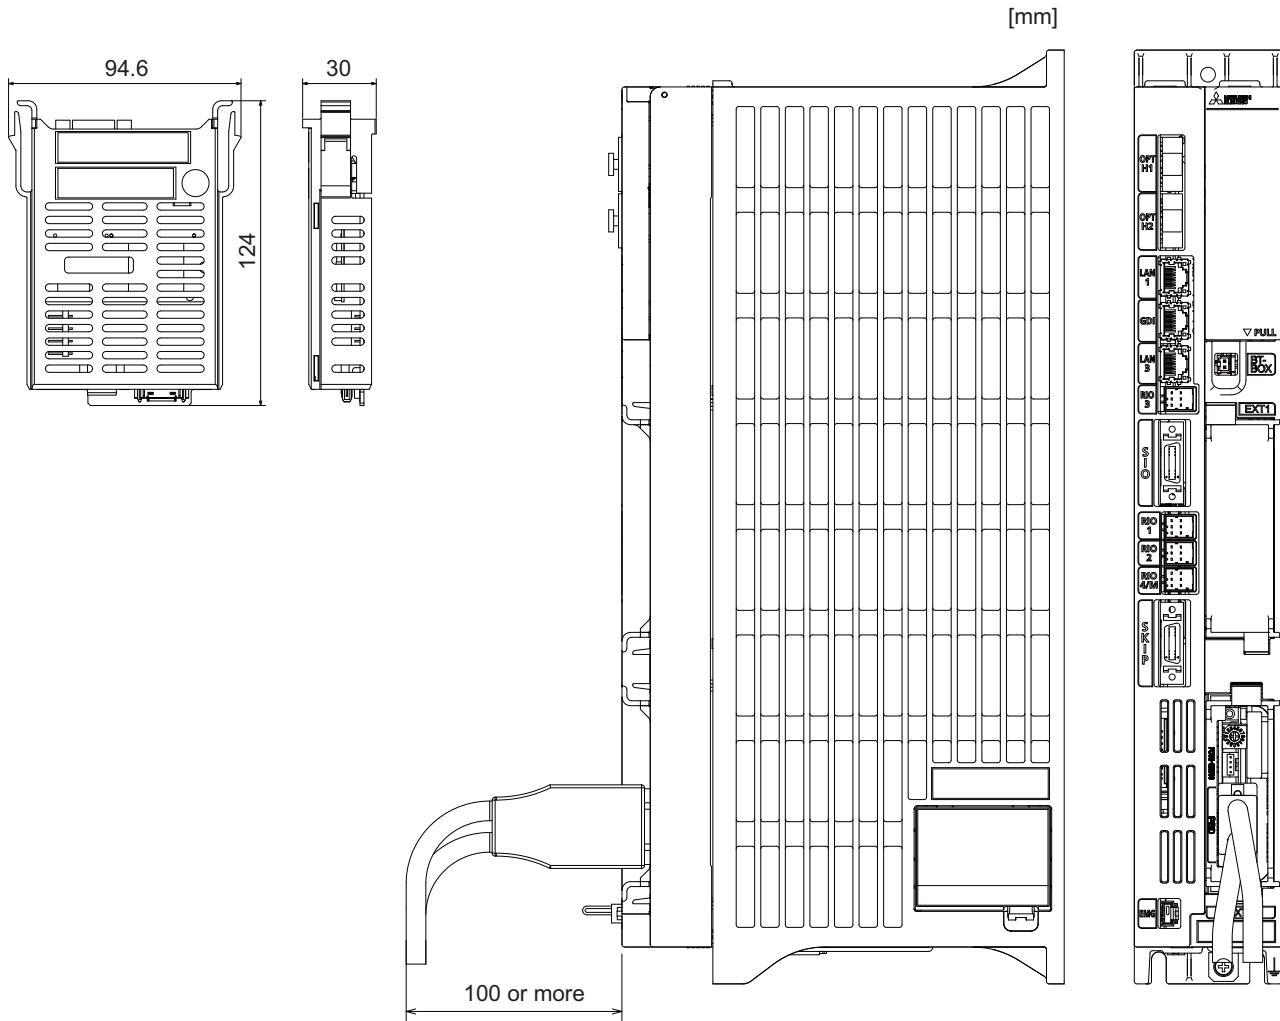 [mm]
94.6
30
124
100 or more
OPT
H1
OPT
H2
LAN
1
GDI
LAN
3
RIO
3
SIO
RIO
1
RIO
2
RIO
4/M
SKIP
EMG
▽ PULL
BT-
BOX
EXT1